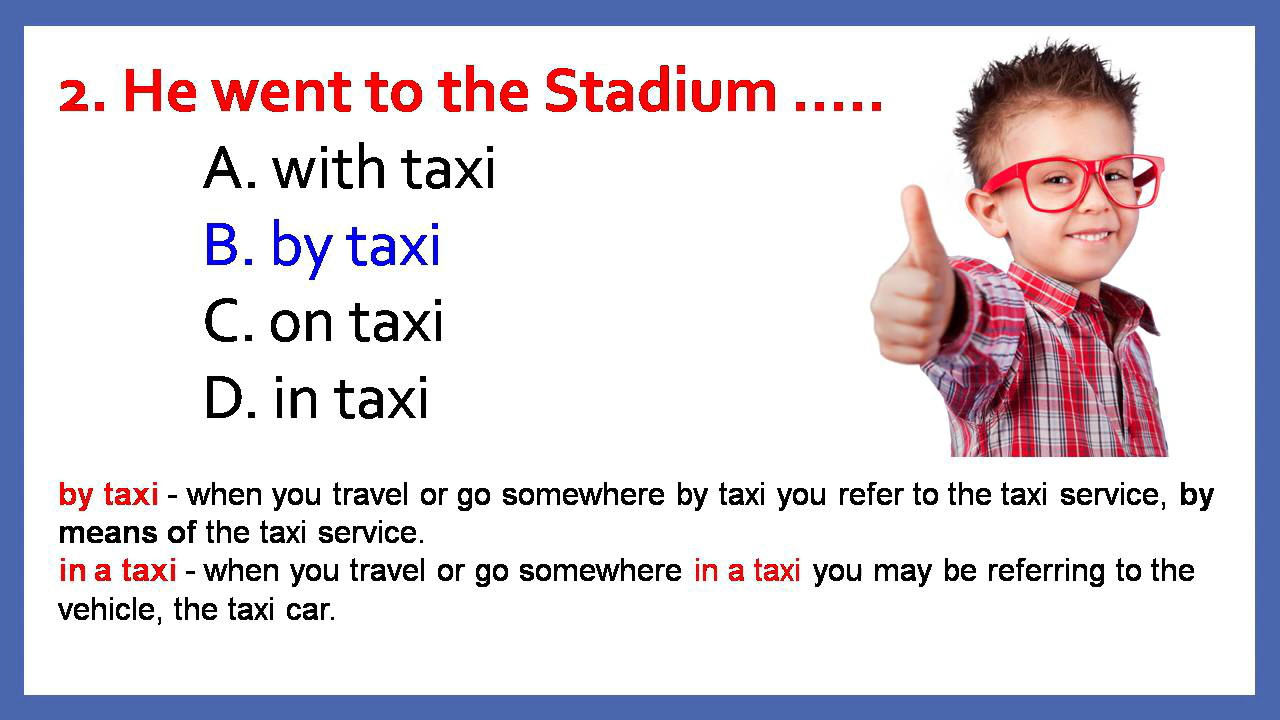 2. He went to the Stadium .....
A. with taxi
B. by taxi
C. on taxi
D. in taxi
by taxi - when you travel or go somewhere by taxi you refer to the taxi service, by
means of the taxi service.
in a taxi - when you travel or go somewhere in a taxi you may be referring to the
vehicle, the taxi car.